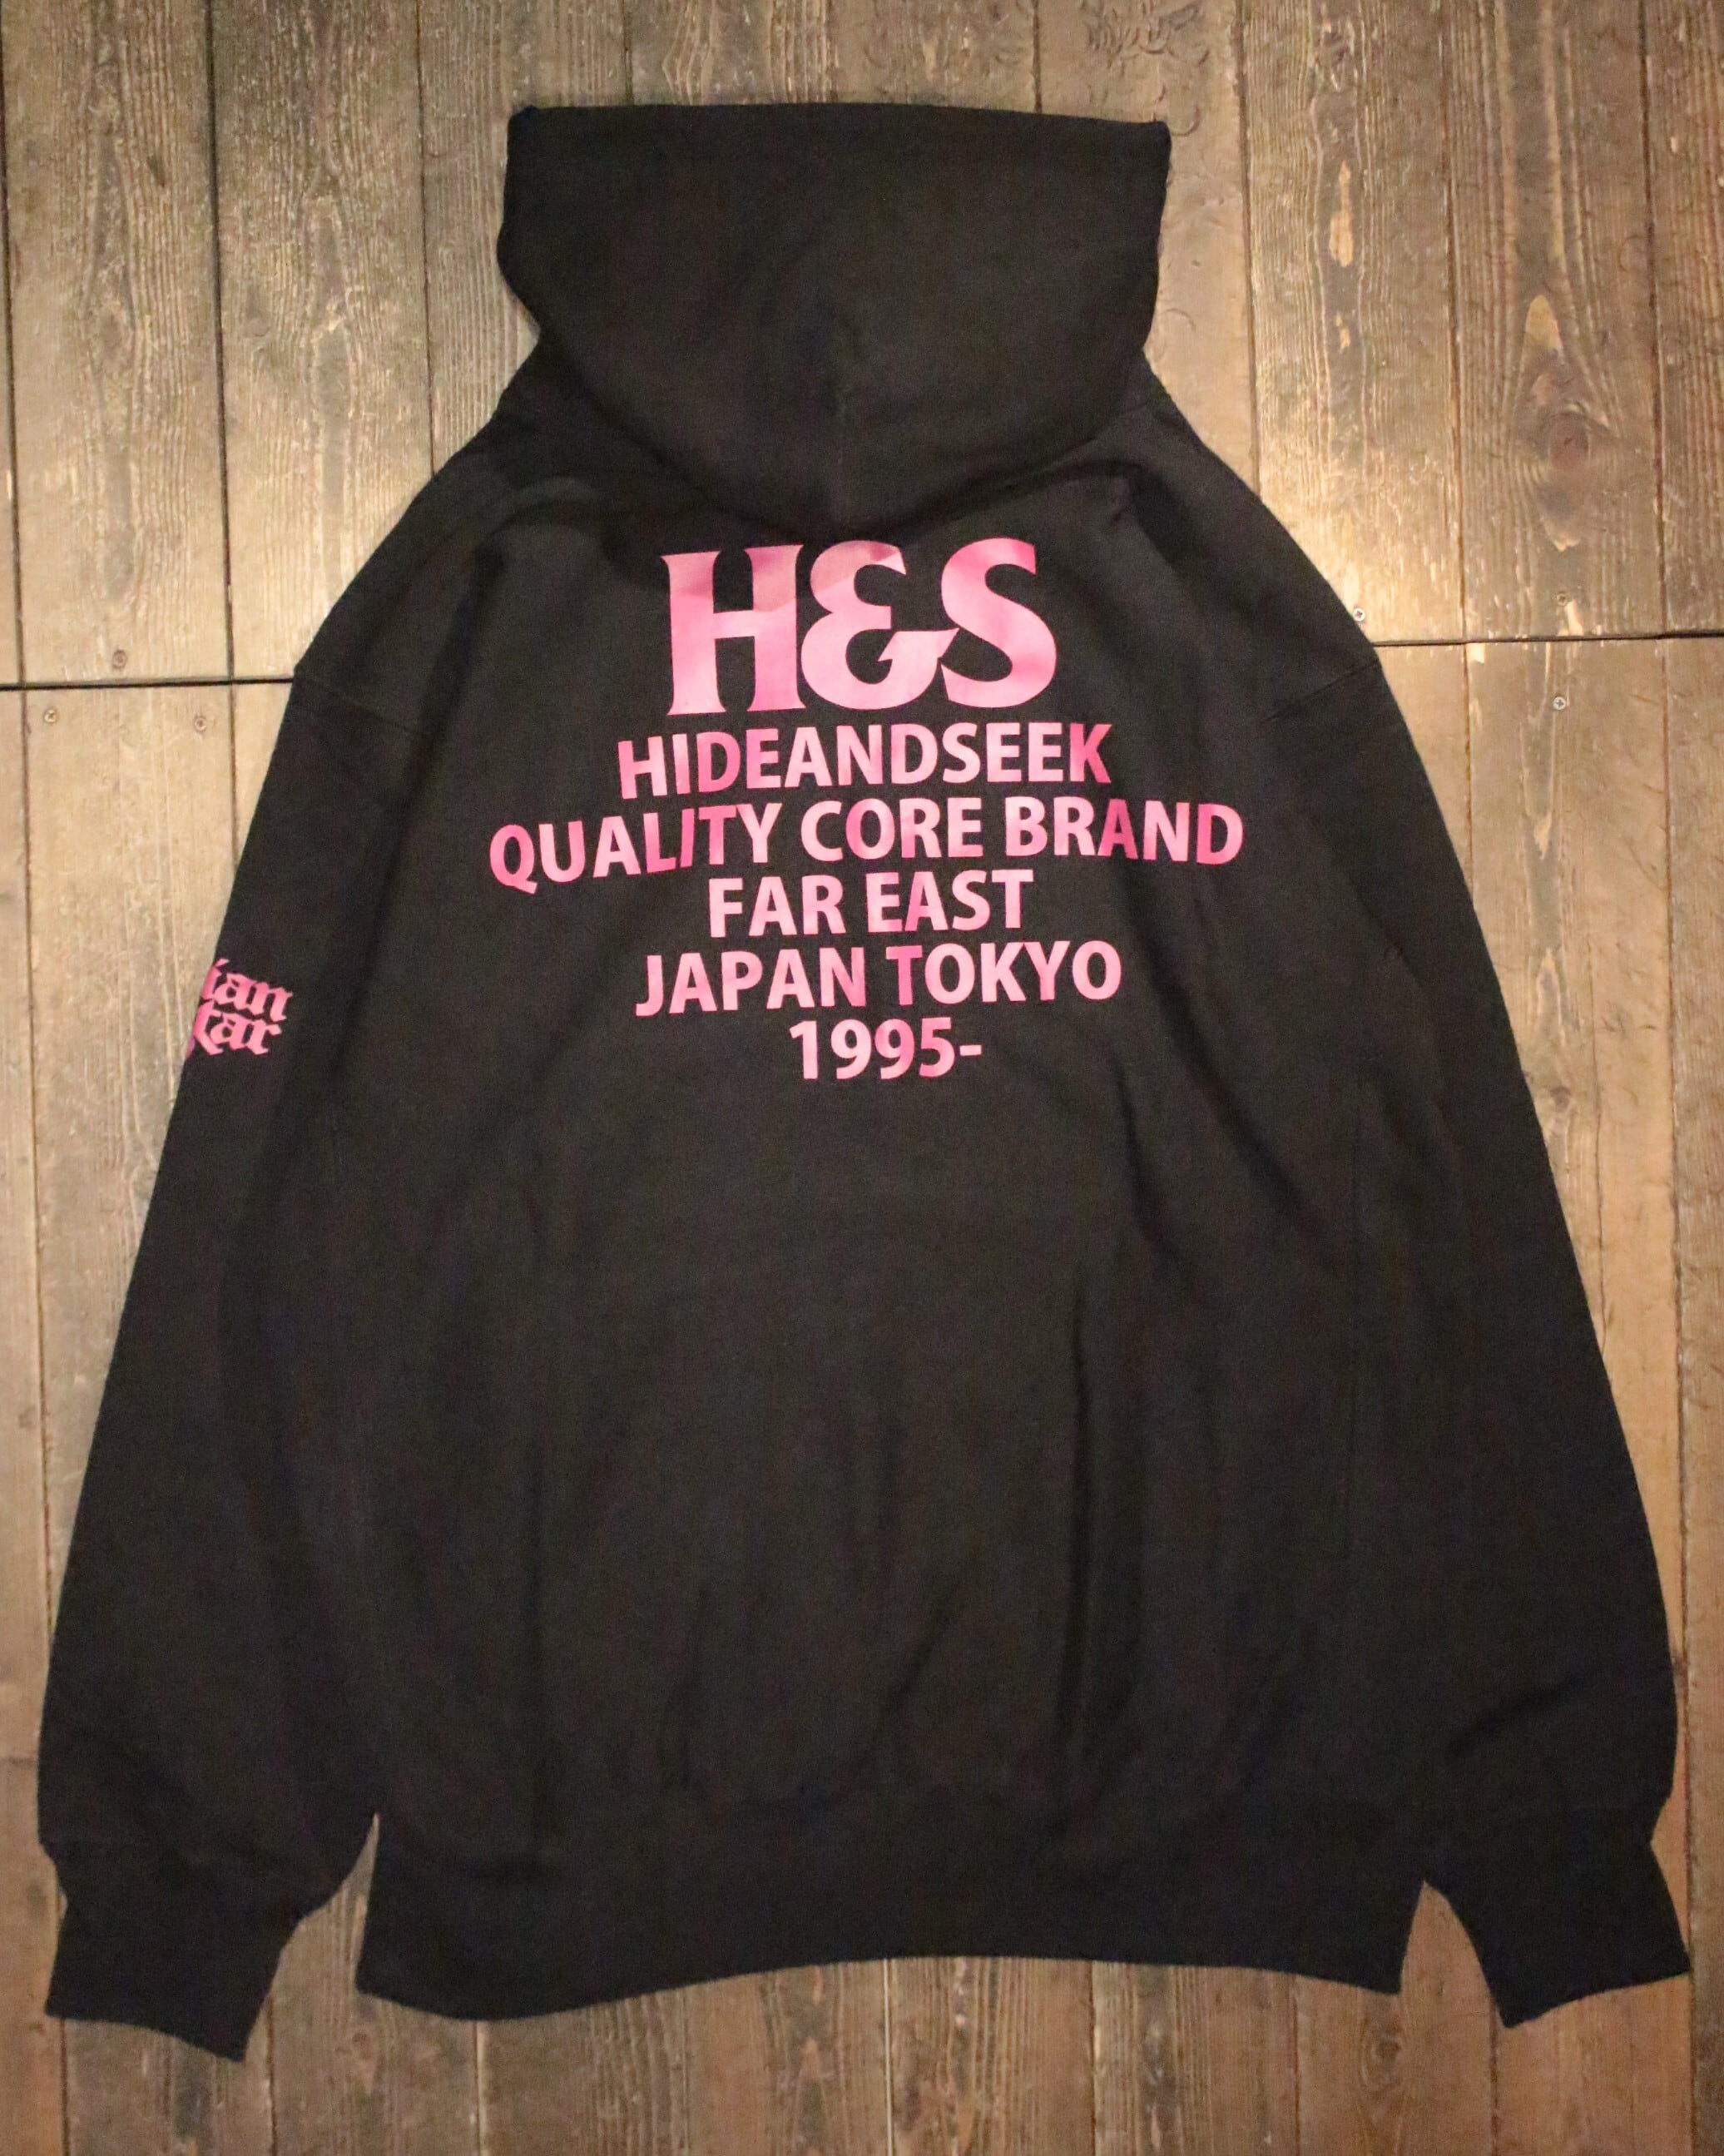 H&S
HIDEANDSEEK
QUALITY CORE BRAND
FAR EAST
JAPAN TOKYO
1995-